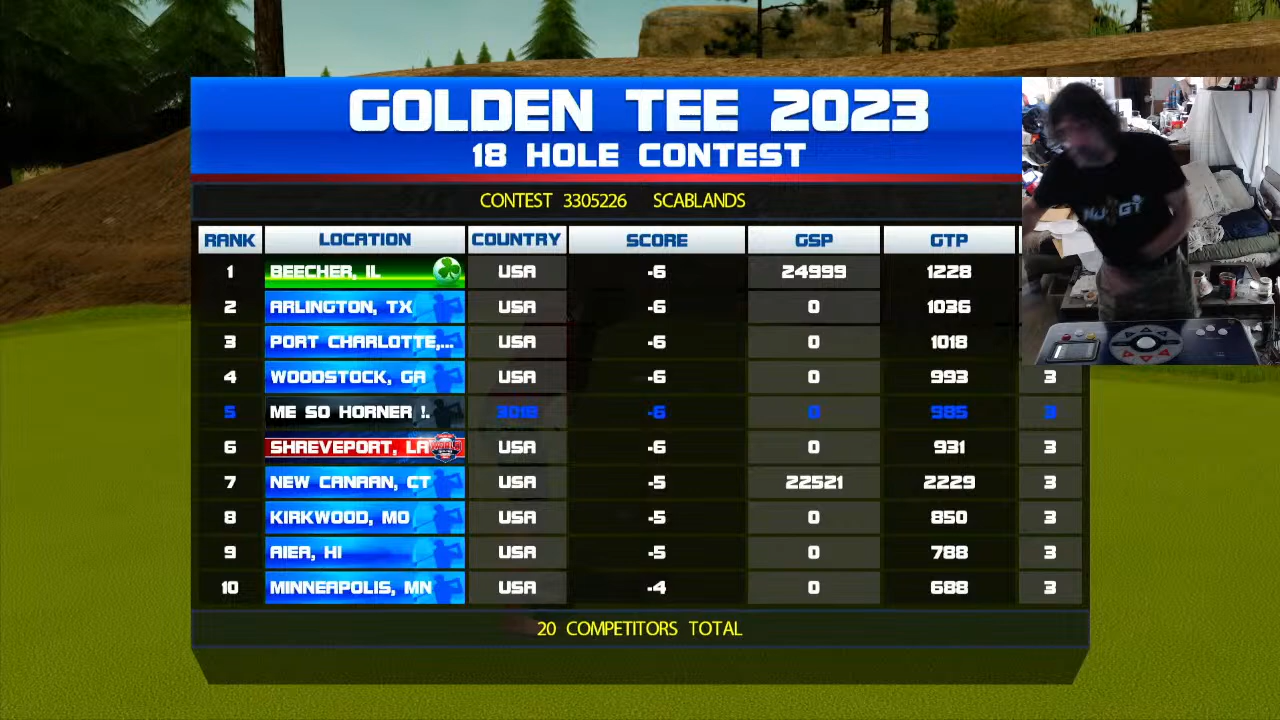 GOLDEN TEE 2023
18 HOLE CONTEST
CONTEST 3305226 SCABLANDS
RANK LOCATION COUNTRY SCORE GSP GTP
1 BEECHER, IL USA -6 24999 1228
2 ARLINGTON, TX USA -6 0 1036
3 PORT CHARLOTTE,... USA -6 0 1018
4 WOODSTOCK, GA USA -6 0 993 3
5 ME SO HORNER !. 3018 -6 0 985 3
6 SHREVEPORT, LA USA -6 0 931 3
7 NEW CANAAN, CT USA -5 22521 2229 3
8 KIRKWOOD, MO USA -5 0 850 3
9 AIEA, HI USA -5 0 788 3
10 MINNEAPOLIS, MN USA -4 0 688 3
20 COMPETITORS TOTAL